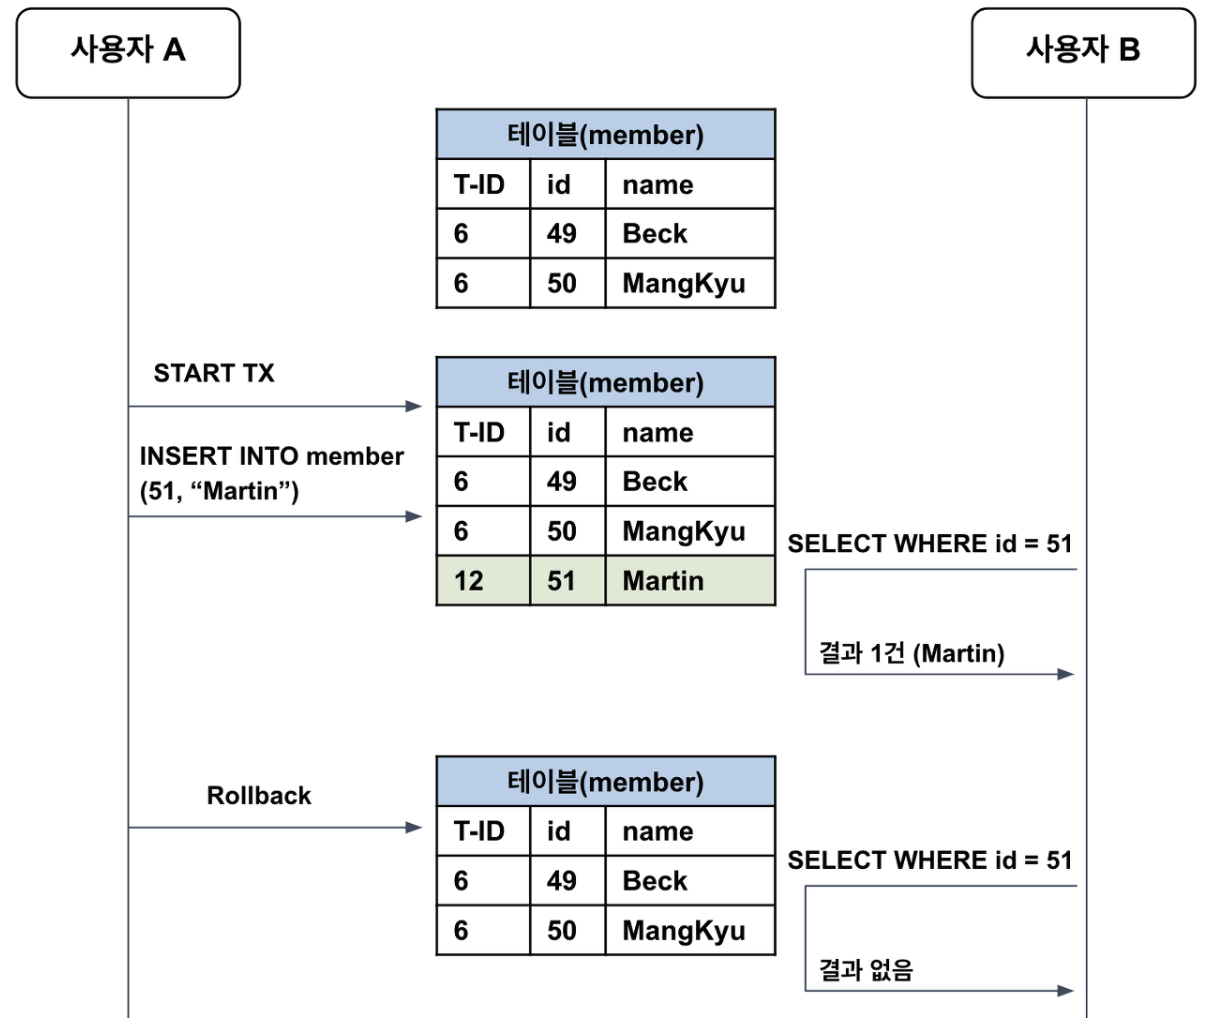 사용자 A
사용자 B
테이블(member)
T-ID id name
6 49 Beck
6 50 MangKyu
START TX
테이블(member)
T-ID id name
INSERT INTO member
(51, “Martin”)
6 49 Beck
6 50 MangKyu
12 51 Martin
SELECT WHERE id = 51
결과 1건 (Martin)
Rollback
테이블(member)
T-ID id name
6 49 Beck
6 50 MangKyu
SELECT WHERE id = 51
결과 없음